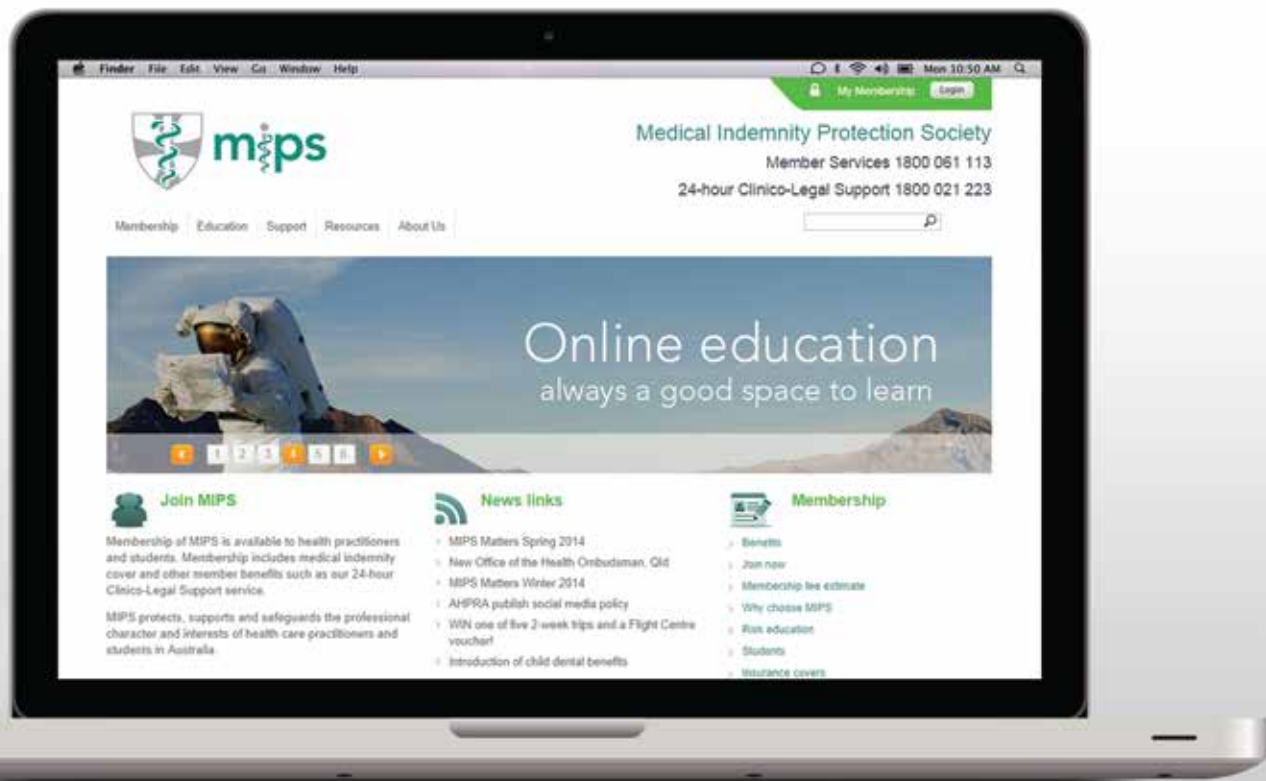 Finder File Edit View Go Window Help Mon 10:50 AM
My Membership Login
mips
Medical Indemnity Protection Society
Member Services 1800 061 113
24-hour Clinico-Legal Support 1800 021 223
Membership Education Support Resources About Us
Online education
always a good space to learn
1 2 3 4 5 6
Join MIPS
Membership of MIPS is available to health practitioners
and students. Membership includes medical indemnity
cover and other member benefits such as our 24-hour
Clinico-Legal Support service.
MIPS protects, supports and safeguards the professional
character and interests of health care practitioners and
students in Australia.
News links
MIPS Matters Spring 2014
New Office of the Health Ombudsman, Qld
MIPS Matters Winter 2014
AHPRA publish social media policy
WIN one of five 2-week trips and a Flight Centre
voucher!
Introduction of child dental benefits
Membership
Benefits
Join now
Membership fee estimate
Why choose MIPS
Risk education
Students
Insurance covers